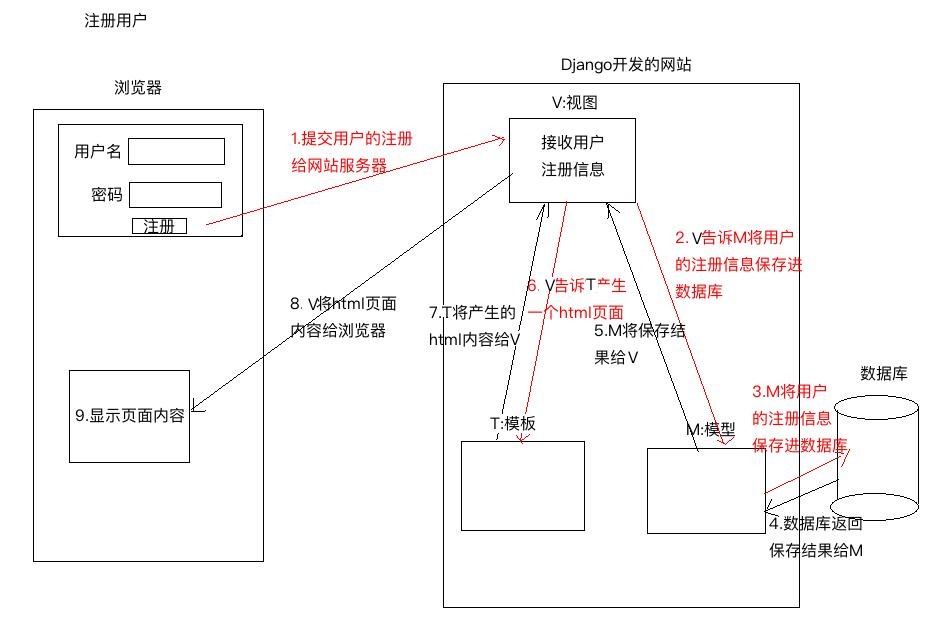 注册用户
浏览器
用户名
密码
注册
9.显示页面内容
1.提交用户的注册
给网站服务器
8. V将html页面
内容给浏览器
Django开发的网站
V:视图
接收用户
注册信息
2. V告诉M将用户
的注册信息保存进
数据库
6. V告诉T产生
一个html页面
7.T将产生的
html内容给V
5.M将保存结
果给V
T:模板
M:模型
3.M将用户
的注册信息
保存进数据库
数据库
4.数据库返回
保存结果给M